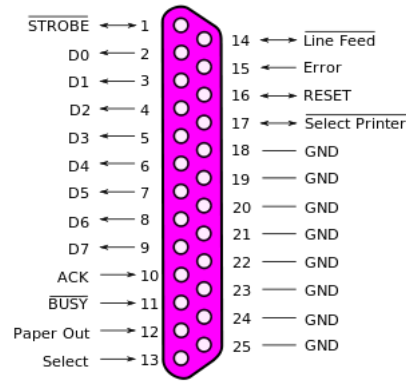 STROBE 1
D0 2
D1 3
D2 4
D3 5
D4 6
D5 7
D6 8
D7 9
ACK 10
BUSY 11
Paper Out 12
Select 13
14 Line Feed
15 Error
16 RESET
17 Select Printer
18 GND
19 GND
20 GND
21 GND
22 GND
23 GND
24 GND
25 GND